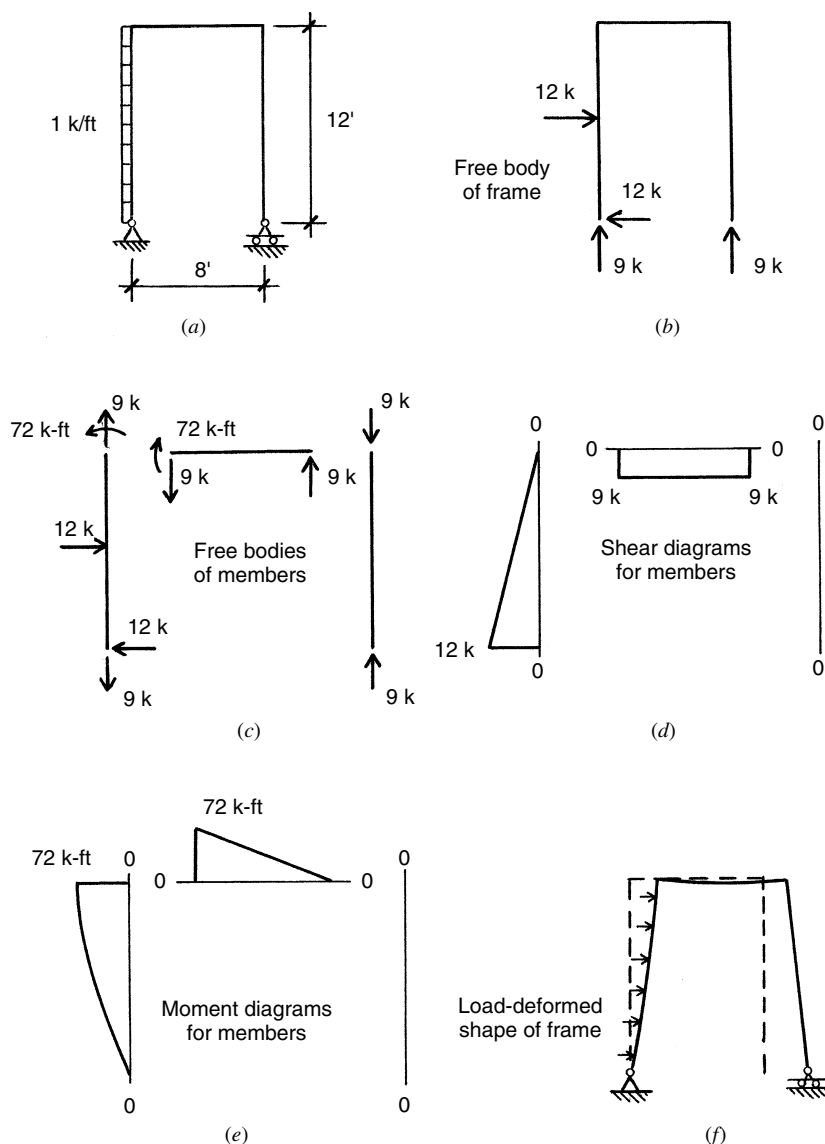 1 k/ft
12'
8'
(a)
12 k
Free body
of frame
12 k
9 k
9 k
(b)
9 k
72 k-ft
72 k-ft
9 k
9 k
9 k
12 k
Free bodies
of members
12 k
9 k
9 k
(c)
0
0
0
0
9 k
9 k
Shear diagrams
for members
12 k
0
0
(d)
72 k-ft
72 k-ft
0
0
0
0
Moment diagrams
for members
0
0
(e)
Load-deformed
shape of frame
(f)